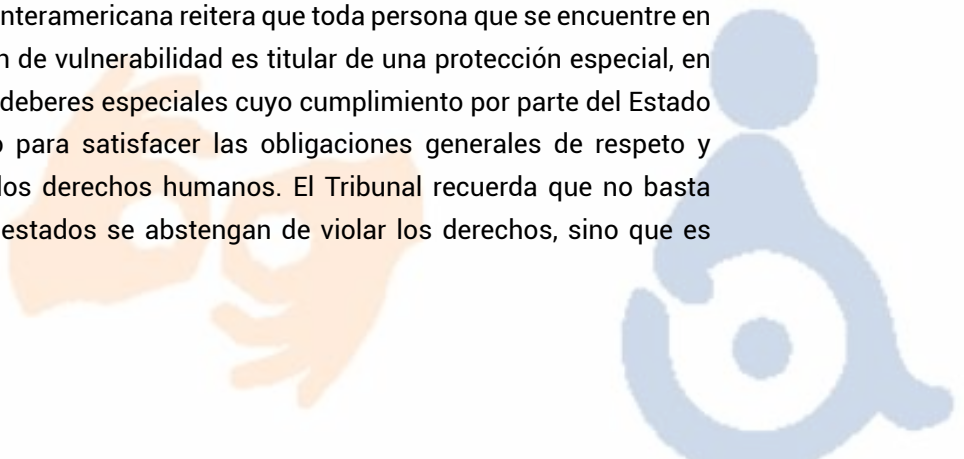 nteramericana reitera que toda persona que se encuentre en
n de vulnerabilidad es titular de una protección especial, en
deberes especiales cuyo cumplimiento por parte del Estado
o para satisfacer las obligaciones generales de respeto y
los derechos humanos. El Tribunal recuerda que no basta
estados se abstengan de violar los derechos, sino que es